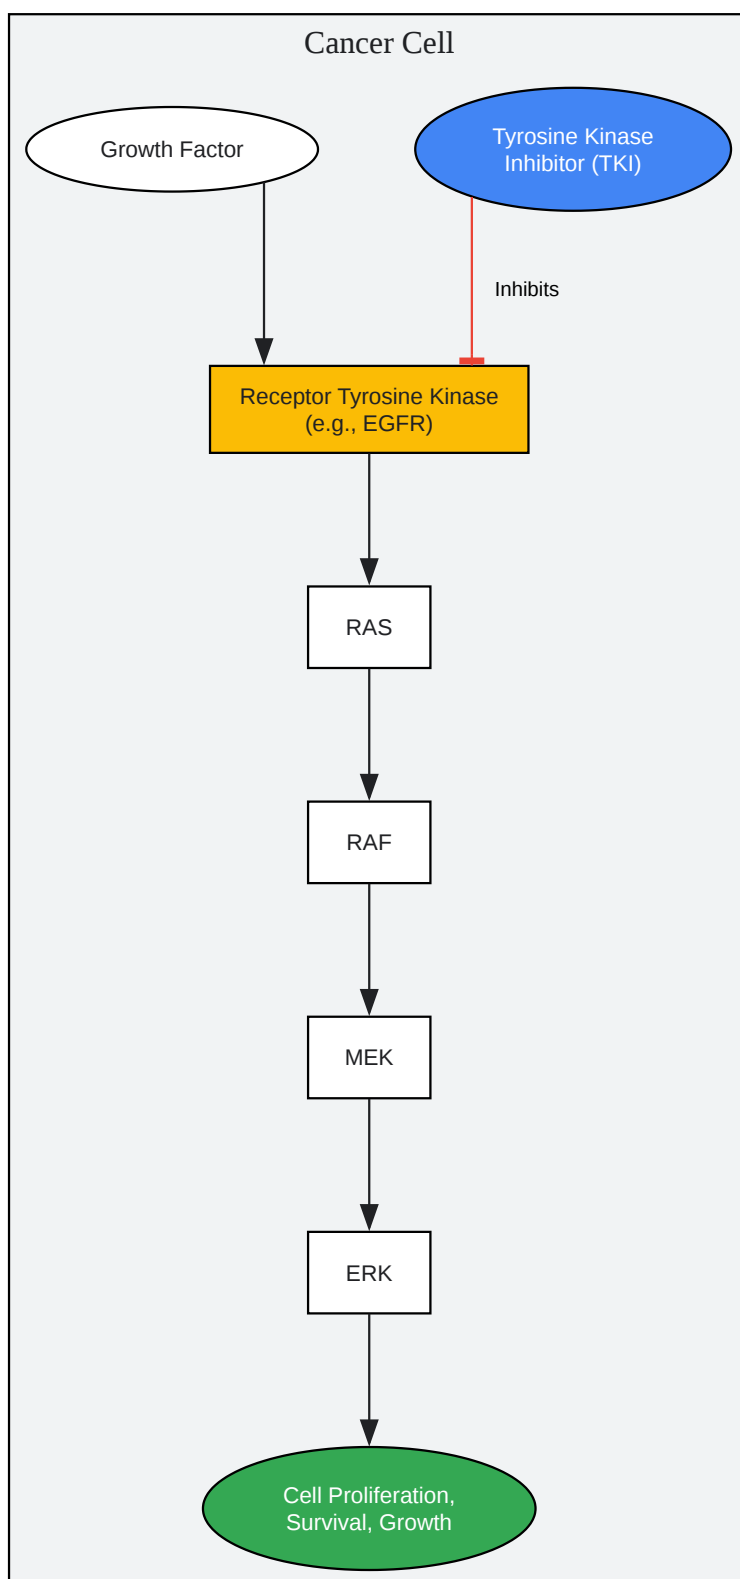 Cancer Cell
Growth Factor
Tyrosine Kinase
Inhibitor (TKI)
Inhibits
Receptor Tyrosine Kinase
(e.g., EGFR)
RAS
RAF
MEK
ERK
Cell Proliferation,
Survival, Growth